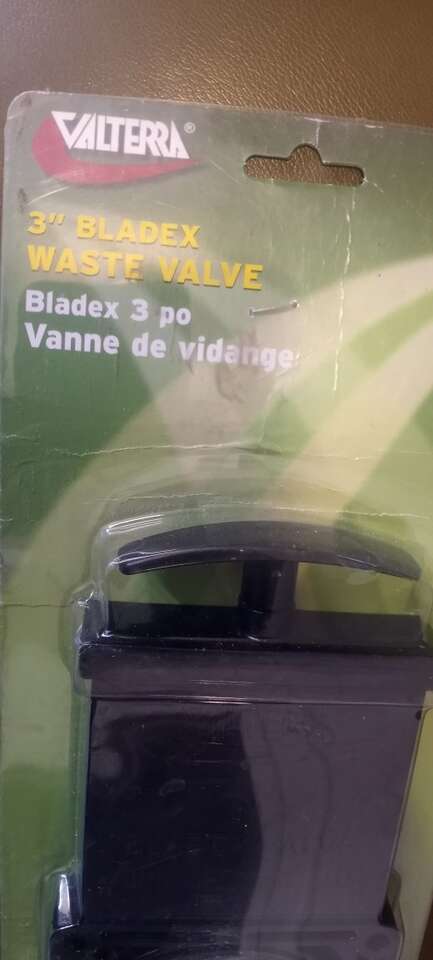 VALTERRA®
3" BLADEX
WASTE VALVE
Bladex 3 po
Vanne de vidange